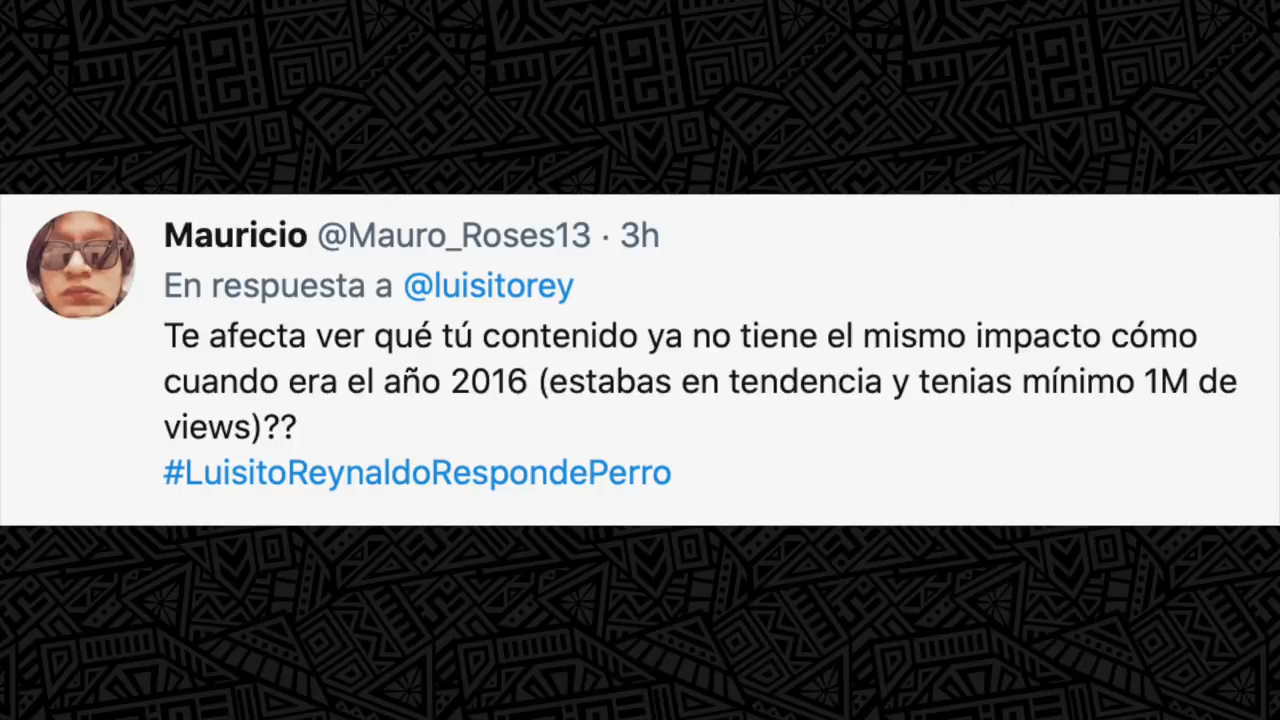 Mauricio @Mauro_Roses13 · 3h
En respuesta a @luisitorey
Te afecta ver qué tú contenido ya no tiene el mismo impacto cómo
cuando era el año 2016 (estabas en tendencia y tenias mínimo 1M de
views)??
#LuisitoReynaldoRespondePerro